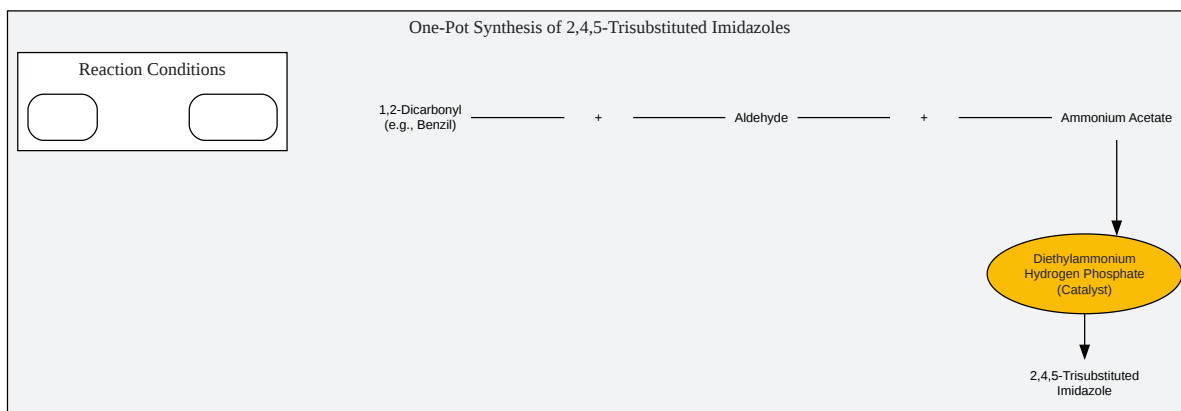 One-Pot Synthesis of 2,4,5-Trisubstituted Imidazoles
Reaction Conditions
1,2-Dicarbonyl
(e.g., Benzil)
+
Aldehyde
+
Ammonium Acetate
Diethylammonium
Hydrogen Phosphate
(Catalyst)
2,4,5-Trisubstituted
Imidazole